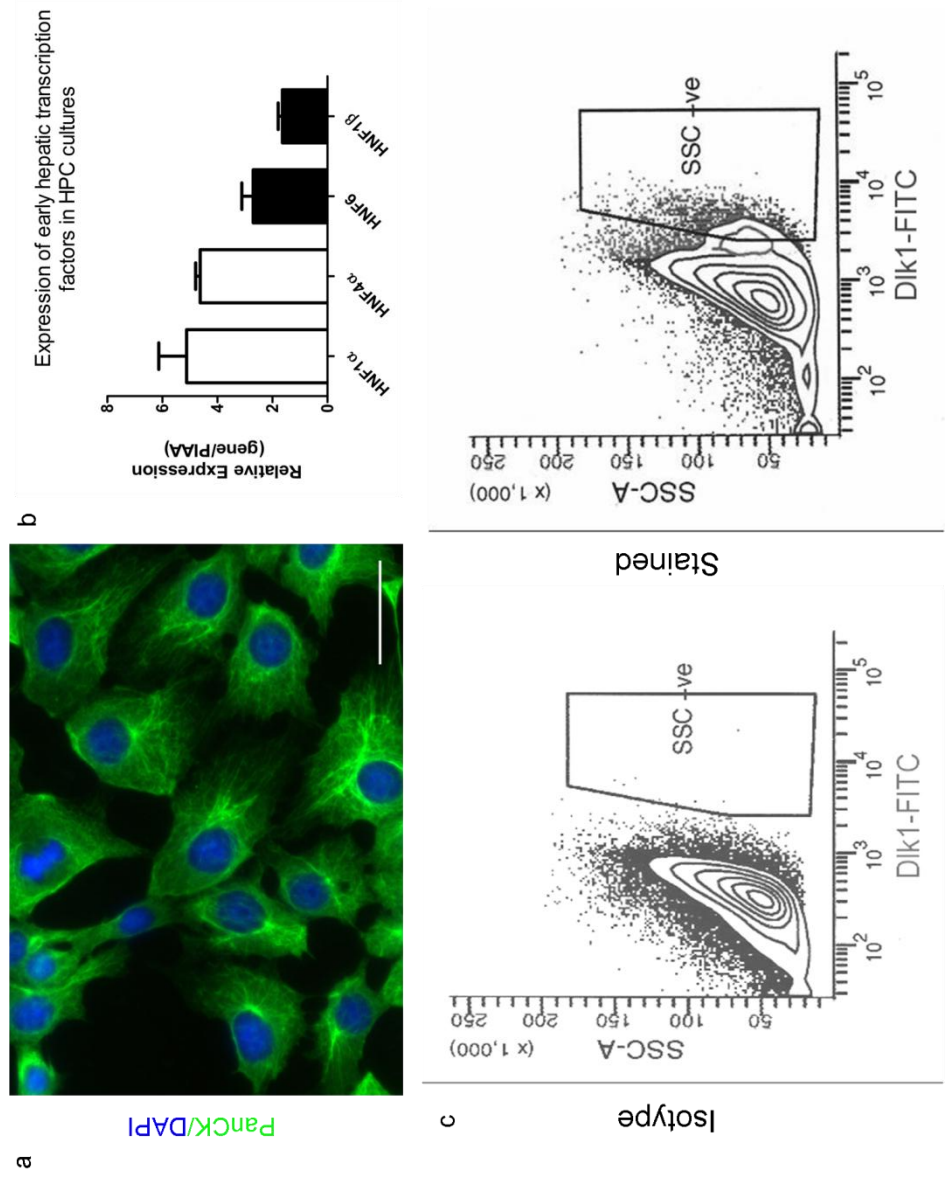 a
PanCK/DAPI
b
Expression of early hepatic transcription
factors in HPC cultures
Relative Expression
(gene/PIAA)
8
6
4
2
0
HNF1α
HNF4α
HNF6
HNF1β
c
Isotype
SSC-A
(x 1,000)
250
200
150
100
50
SSC -ve
10²
10³
10⁴
10⁵
Dlk1-FITC
Stained
SSC-A
(x 1,000)
250
200
150
100
50
SSC -ve
10²
10³
10⁴
10⁵
Dlk1-FITC